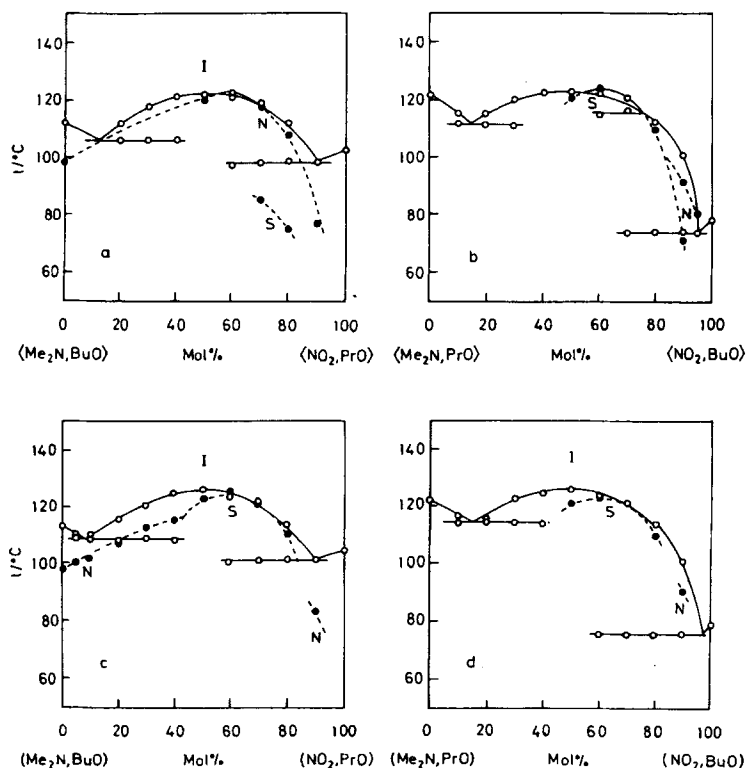 140
120
100
80
60
t/°C
I
N
S
a
0 20 40 60 80 100
⟨Me₂N,BuO⟩ Mol% ⟨NO₂,PrO⟩
140
120
100
80
60
S
N
b
0 20 40 60 80 100
⟨Me₂N,PrO⟩ Mol% ⟨NO₂,BuO⟩
140
120
100
80
60
t/°C
I
S
N
N
c
0 20 40 60 80 100
(Me₂N,BuO) Mol% ⟨NO₂,PrO⟩
140
120
100
80
60
I
S
N
d
0 20 40 60 80 100
(Me₂N,PrO) Mol% (NO₂,BuO)